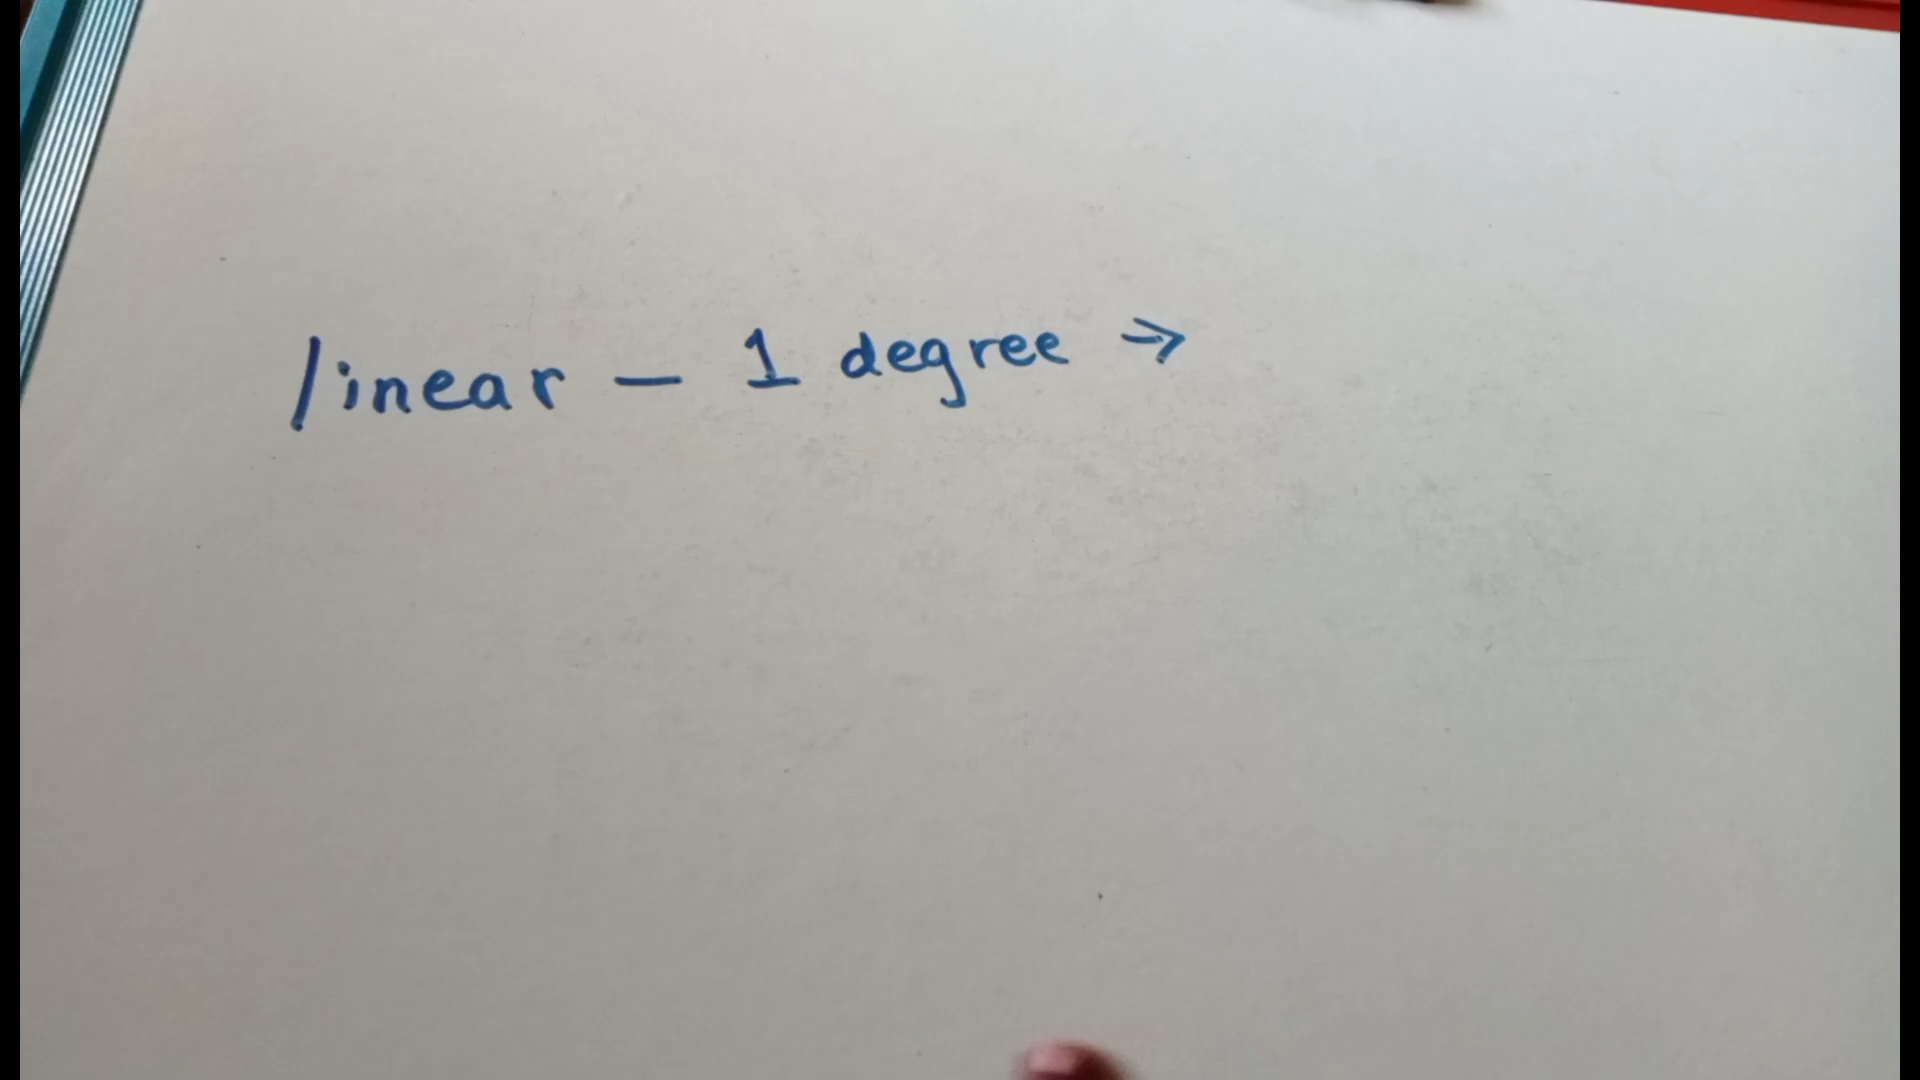 linear — 1 degree →